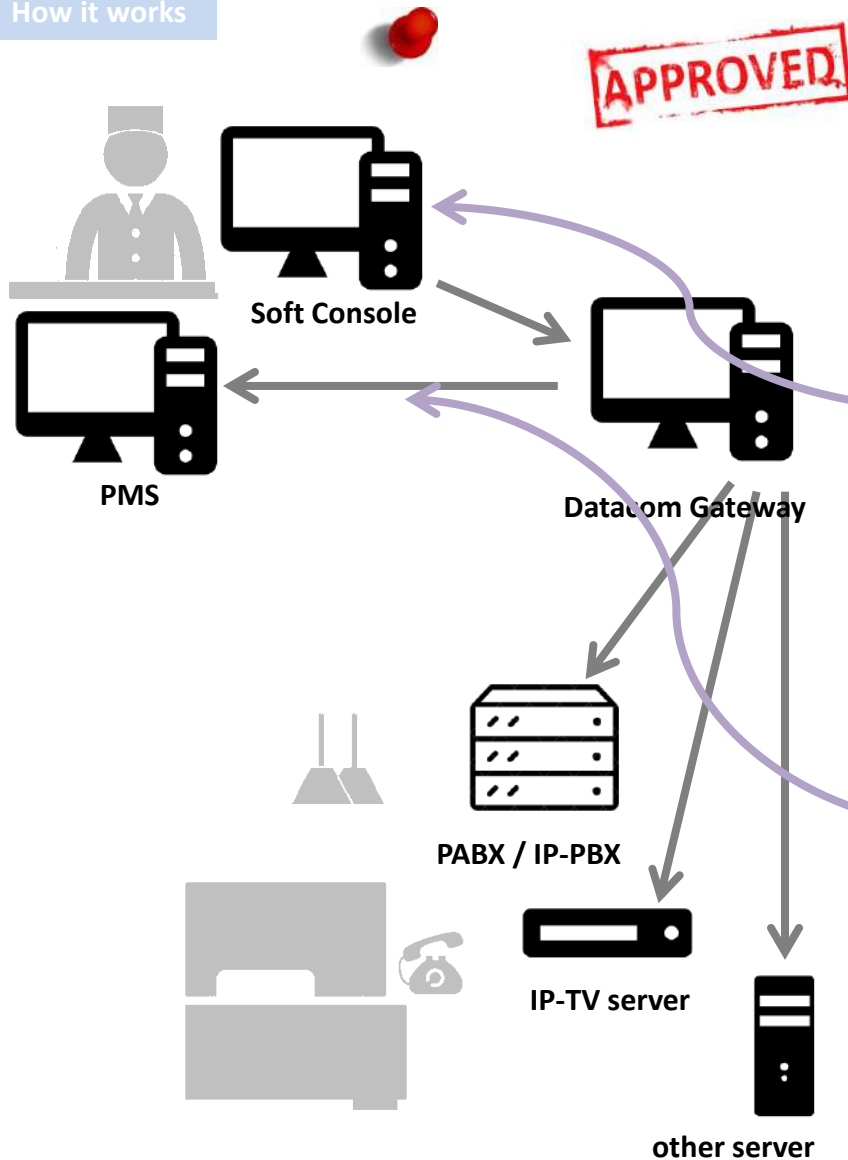 How it works
APPROVED
Soft Console
PMS
Datacom Gateway
PABX / IP-PBX
IP-TV server
other server